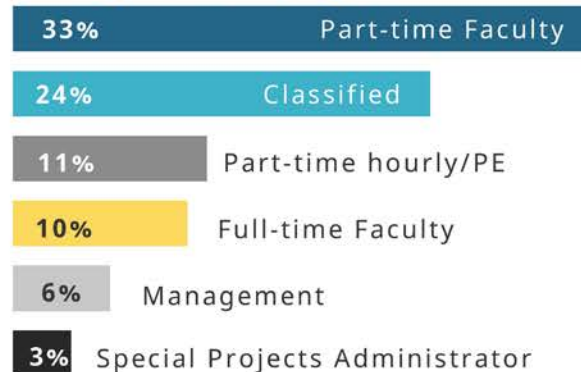 33% Part-time Faculty
24% Classified
11% Part-time hourly/PE
10% Full-time Faculty
6% Management
3% Special Projects Administrator